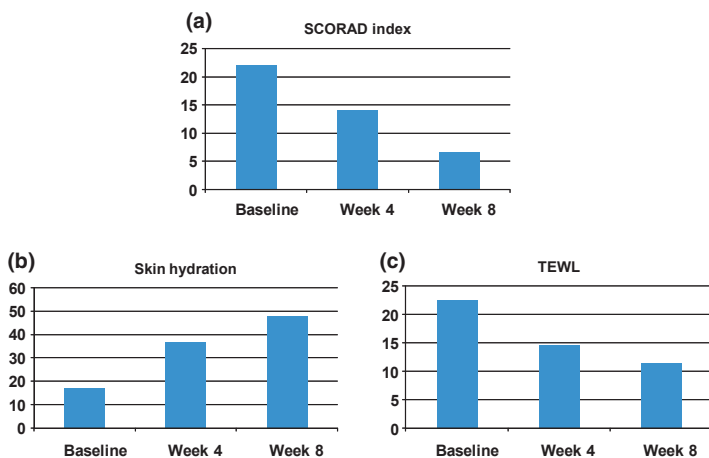 (a)
SCORAD index
25
20
15
10
5
0
Baseline Week 4 Week 8
(b)
Skin hydration
60
50
40
30
20
10
0
Baseline Week 4 Week 8
(c)
TEWL
25
20
15
10
5
0
Baseline Week 4 Week 8